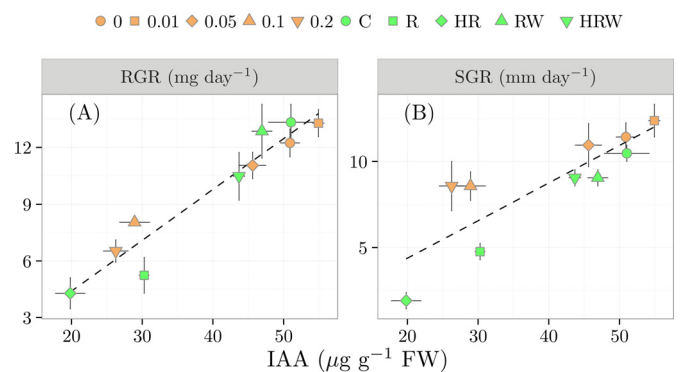 0 0.01 0.05 0.1 0.2 C R HR RW HRW
RGR (mg day⁻¹) SGR (mm day⁻¹)
(A) (B)
12
9
6
3
10
5
20 30 40 50 20 30 40 50
IAA (μg g⁻¹ FW)